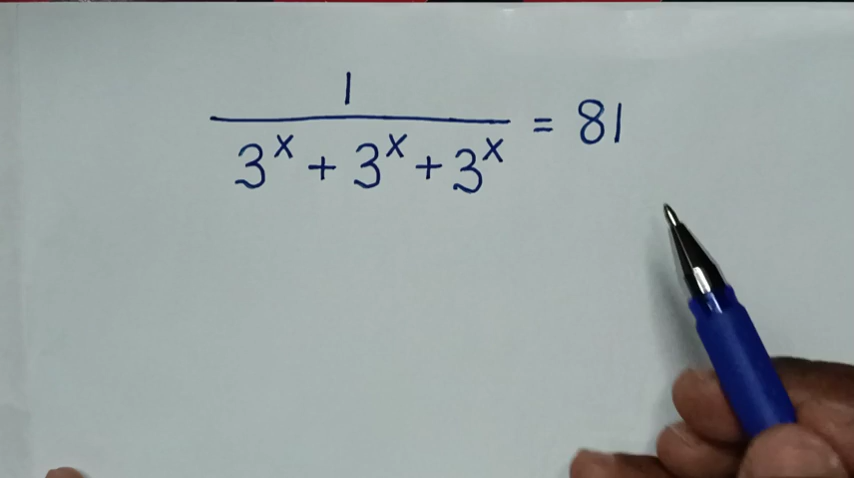 1
3^x + 3^x + 3^x = 81